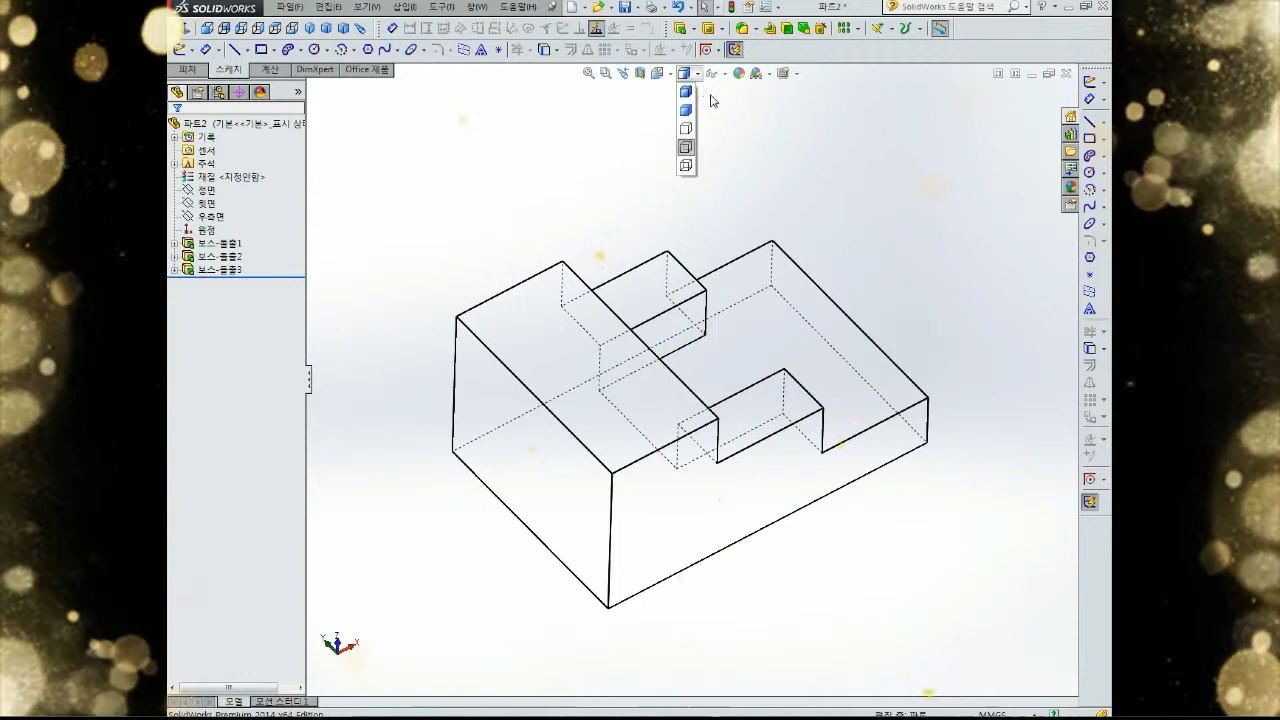 SOLIDWORKS 파일(F) 편집(E) 보기(V) 삽입(I) 도구(T) 창(W) 도움말(H) 파트2 * SolidWorks 도움말 검색
피처 스케치 계산 DimXpert Office 제품
파트2 (기본<<기본>_표시 상태
기록
센서
주석
재질 <지정안함>
정면
윗면
우측면
원점
보스-돌출1
보스-돌출2
보스-돌출3
Z
Y X
모델 모션 스터디 1
SolidWorks Premium 2014 x64 Edition 편집 중: 파트 MMGS